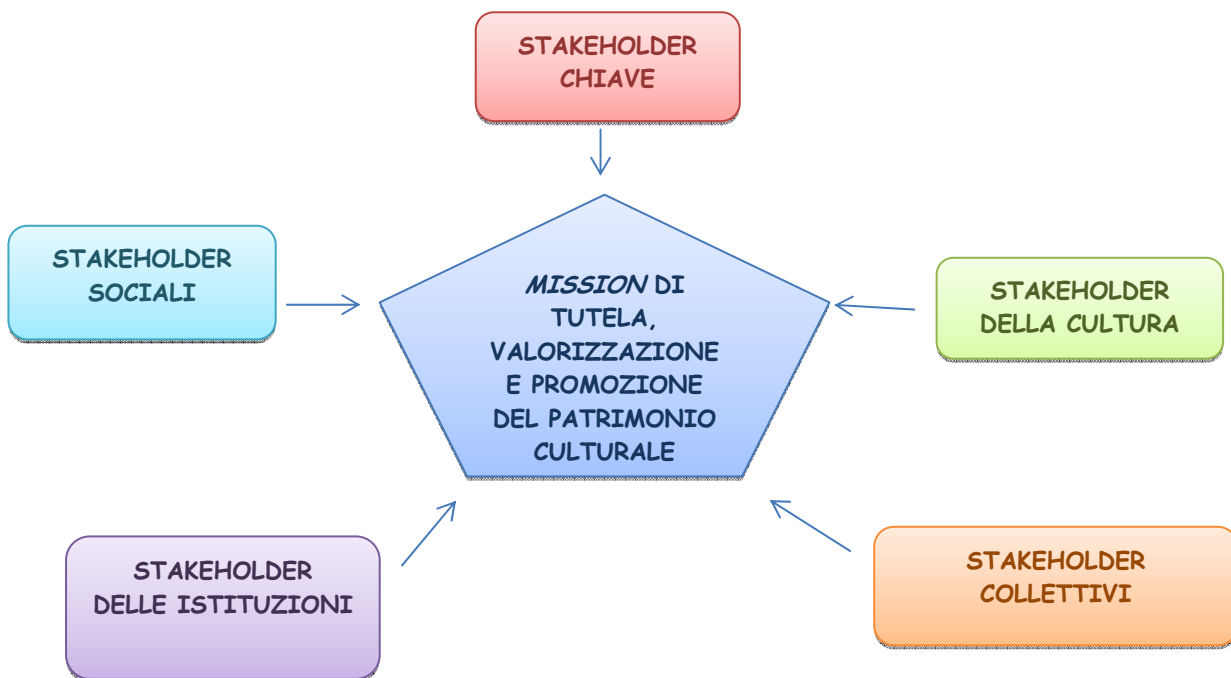 STAKEHOLDER
CHIAVE
STAKEHOLDER
SOCIALI
MISSION DI
TUTELA,
VALORIZZAZIONE
E PROMOZIONE
DEL PATRIMONIO
CULTURALE
STAKEHOLDER
DELLA CULTURA
STAKEHOLDER
DELLE ISTITUZIONI
STAKEHOLDER
COLLETTIVI